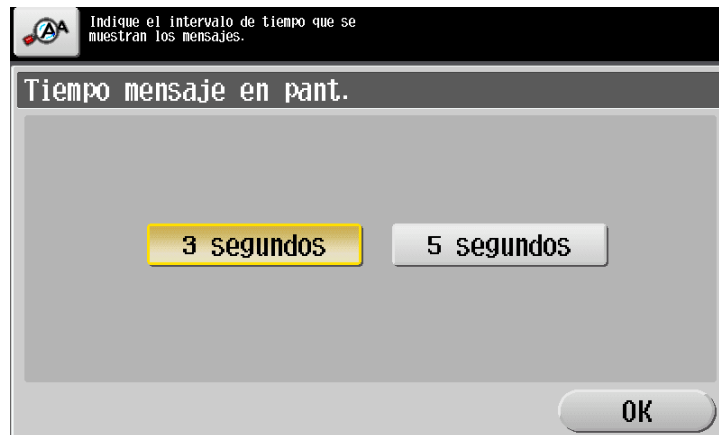 Indique el intervalo de tiempo que se
muestran los mensajes.
Tiempo mensaje en pant.
3 segundos
5 segundos
OK